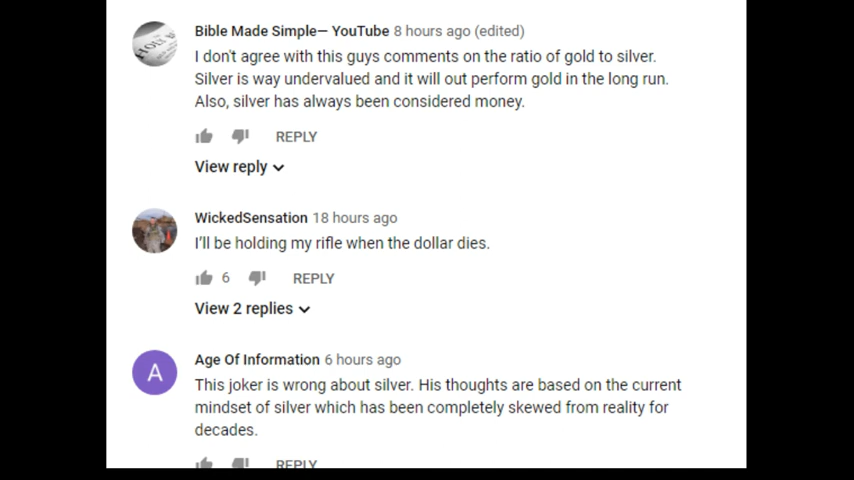 Bible Made Simple— YouTube 8 hours ago (edited)
I don't agree with this guys comments on the ratio of gold to silver.
Silver is way undervalued and it will out perform gold in the long run.
Also, silver has always been considered money.
REPLY
View reply
WickedSensation 18 hours ago
I'll be holding my rifle when the dollar dies.
6 REPLY
View 2 replies
A
Age Of Information 6 hours ago
This joker is wrong about silver. His thoughts are based on the current
mindset of silver which has been completely skewed from reality for
decades.
REPLY